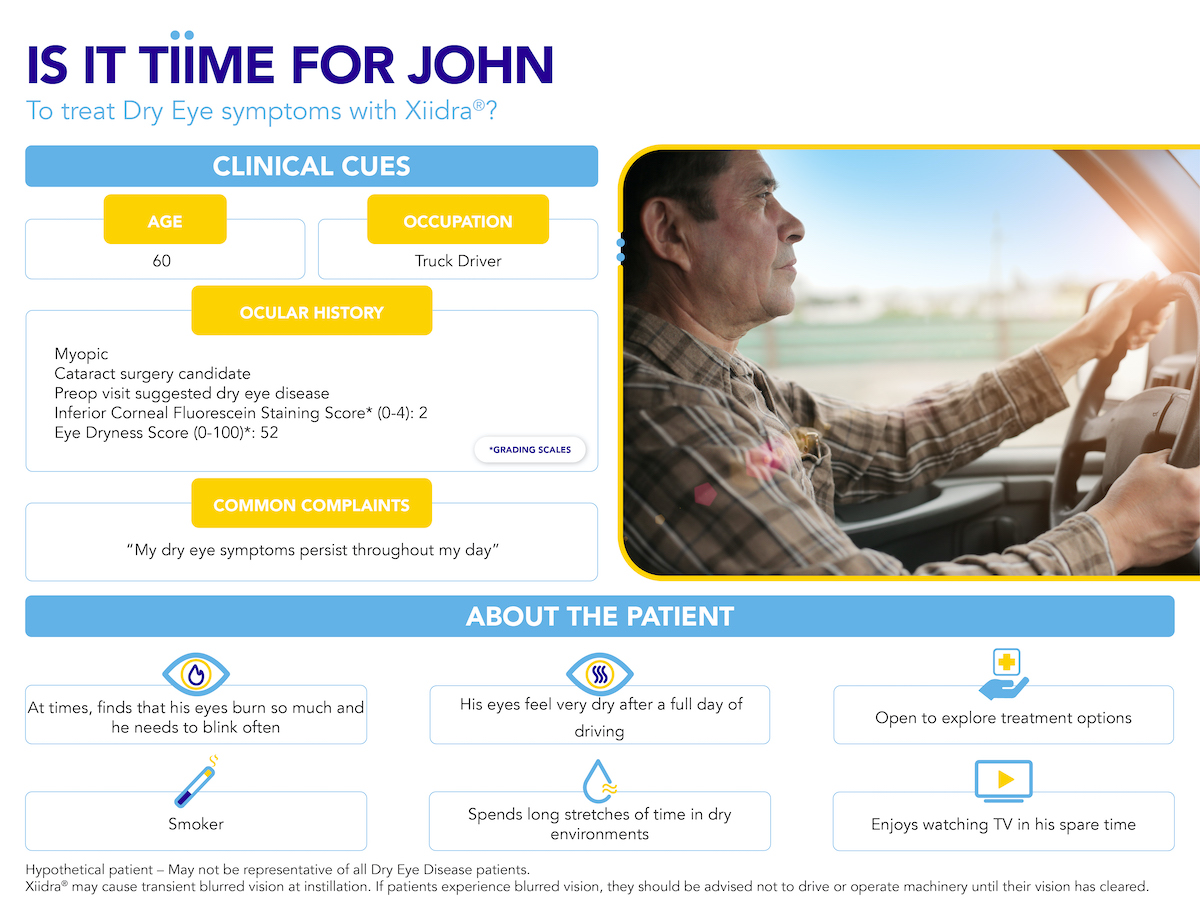 IS IT TIIME FOR JOHN
To treat Dry Eye symptoms with Xiidra®?
CLINICAL CUES
AGE
60
OCCUPATION
Truck Driver
OCULAR HISTORY
Myopic
Cataract surgery candidate
Preop visit suggested dry eye disease
Inferior Corneal Fluorescein Staining Score* (0-4): 2
Eye Dryness Score (0-100)*: 52
*GRADING SCALES
COMMON COMPLAINTS
“My dry eye symptoms persist throughout my day”
ABOUT THE PATIENT
At times, finds that his eyes burn so much and
he needs to blink often
His eyes feel very dry after a full day of
driving
Open to explore treatment options
Smoker
Spends long stretches of time in dry
environments
Enjoys watching TV in his spare time
Hypothetical patient – May not be representative of all Dry Eye Disease patients.
Xiidra® may cause transient blurred vision at instillation. If patients experience blurred vision, they should be advised not to drive or operate machinery until their vision has cleared.